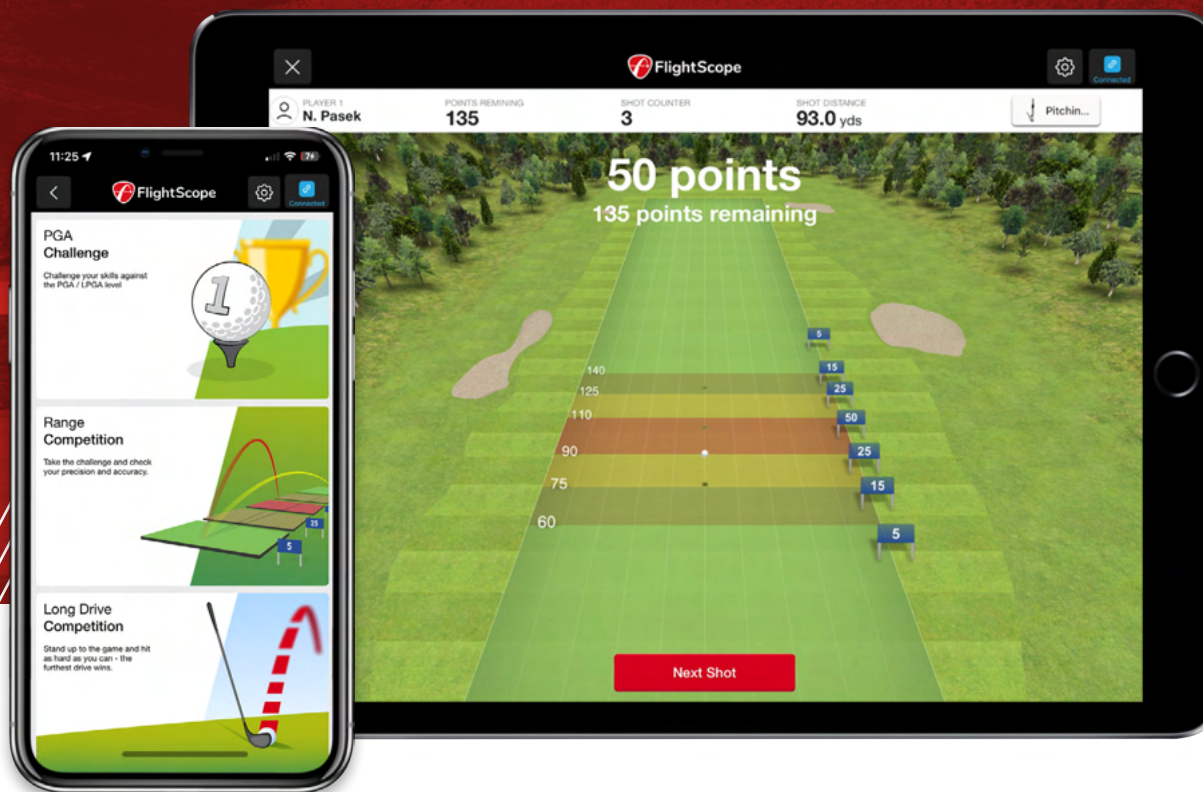 FlightScope
Connected
PLAYER 1
N. Pasek
POINTS REMINING
135
SHOT COUNTER
3
SHOT DISTANCE
93.0 yds
Pitchin...
50 points
135 points remaining
5
15
140
25
125
50
110
25
90
15
75
5
60
Next Shot
11:25
FlightScope
Connected
PGA
Challenge
Challenge your skills against
the PGA / LPGA level
1
Range
Competition
Take the challenge and check
your precision and accuracy.
25
5
Long Drive
Competition
Stand up to the game and hit
as hard as you can - the
furthest drive wins.